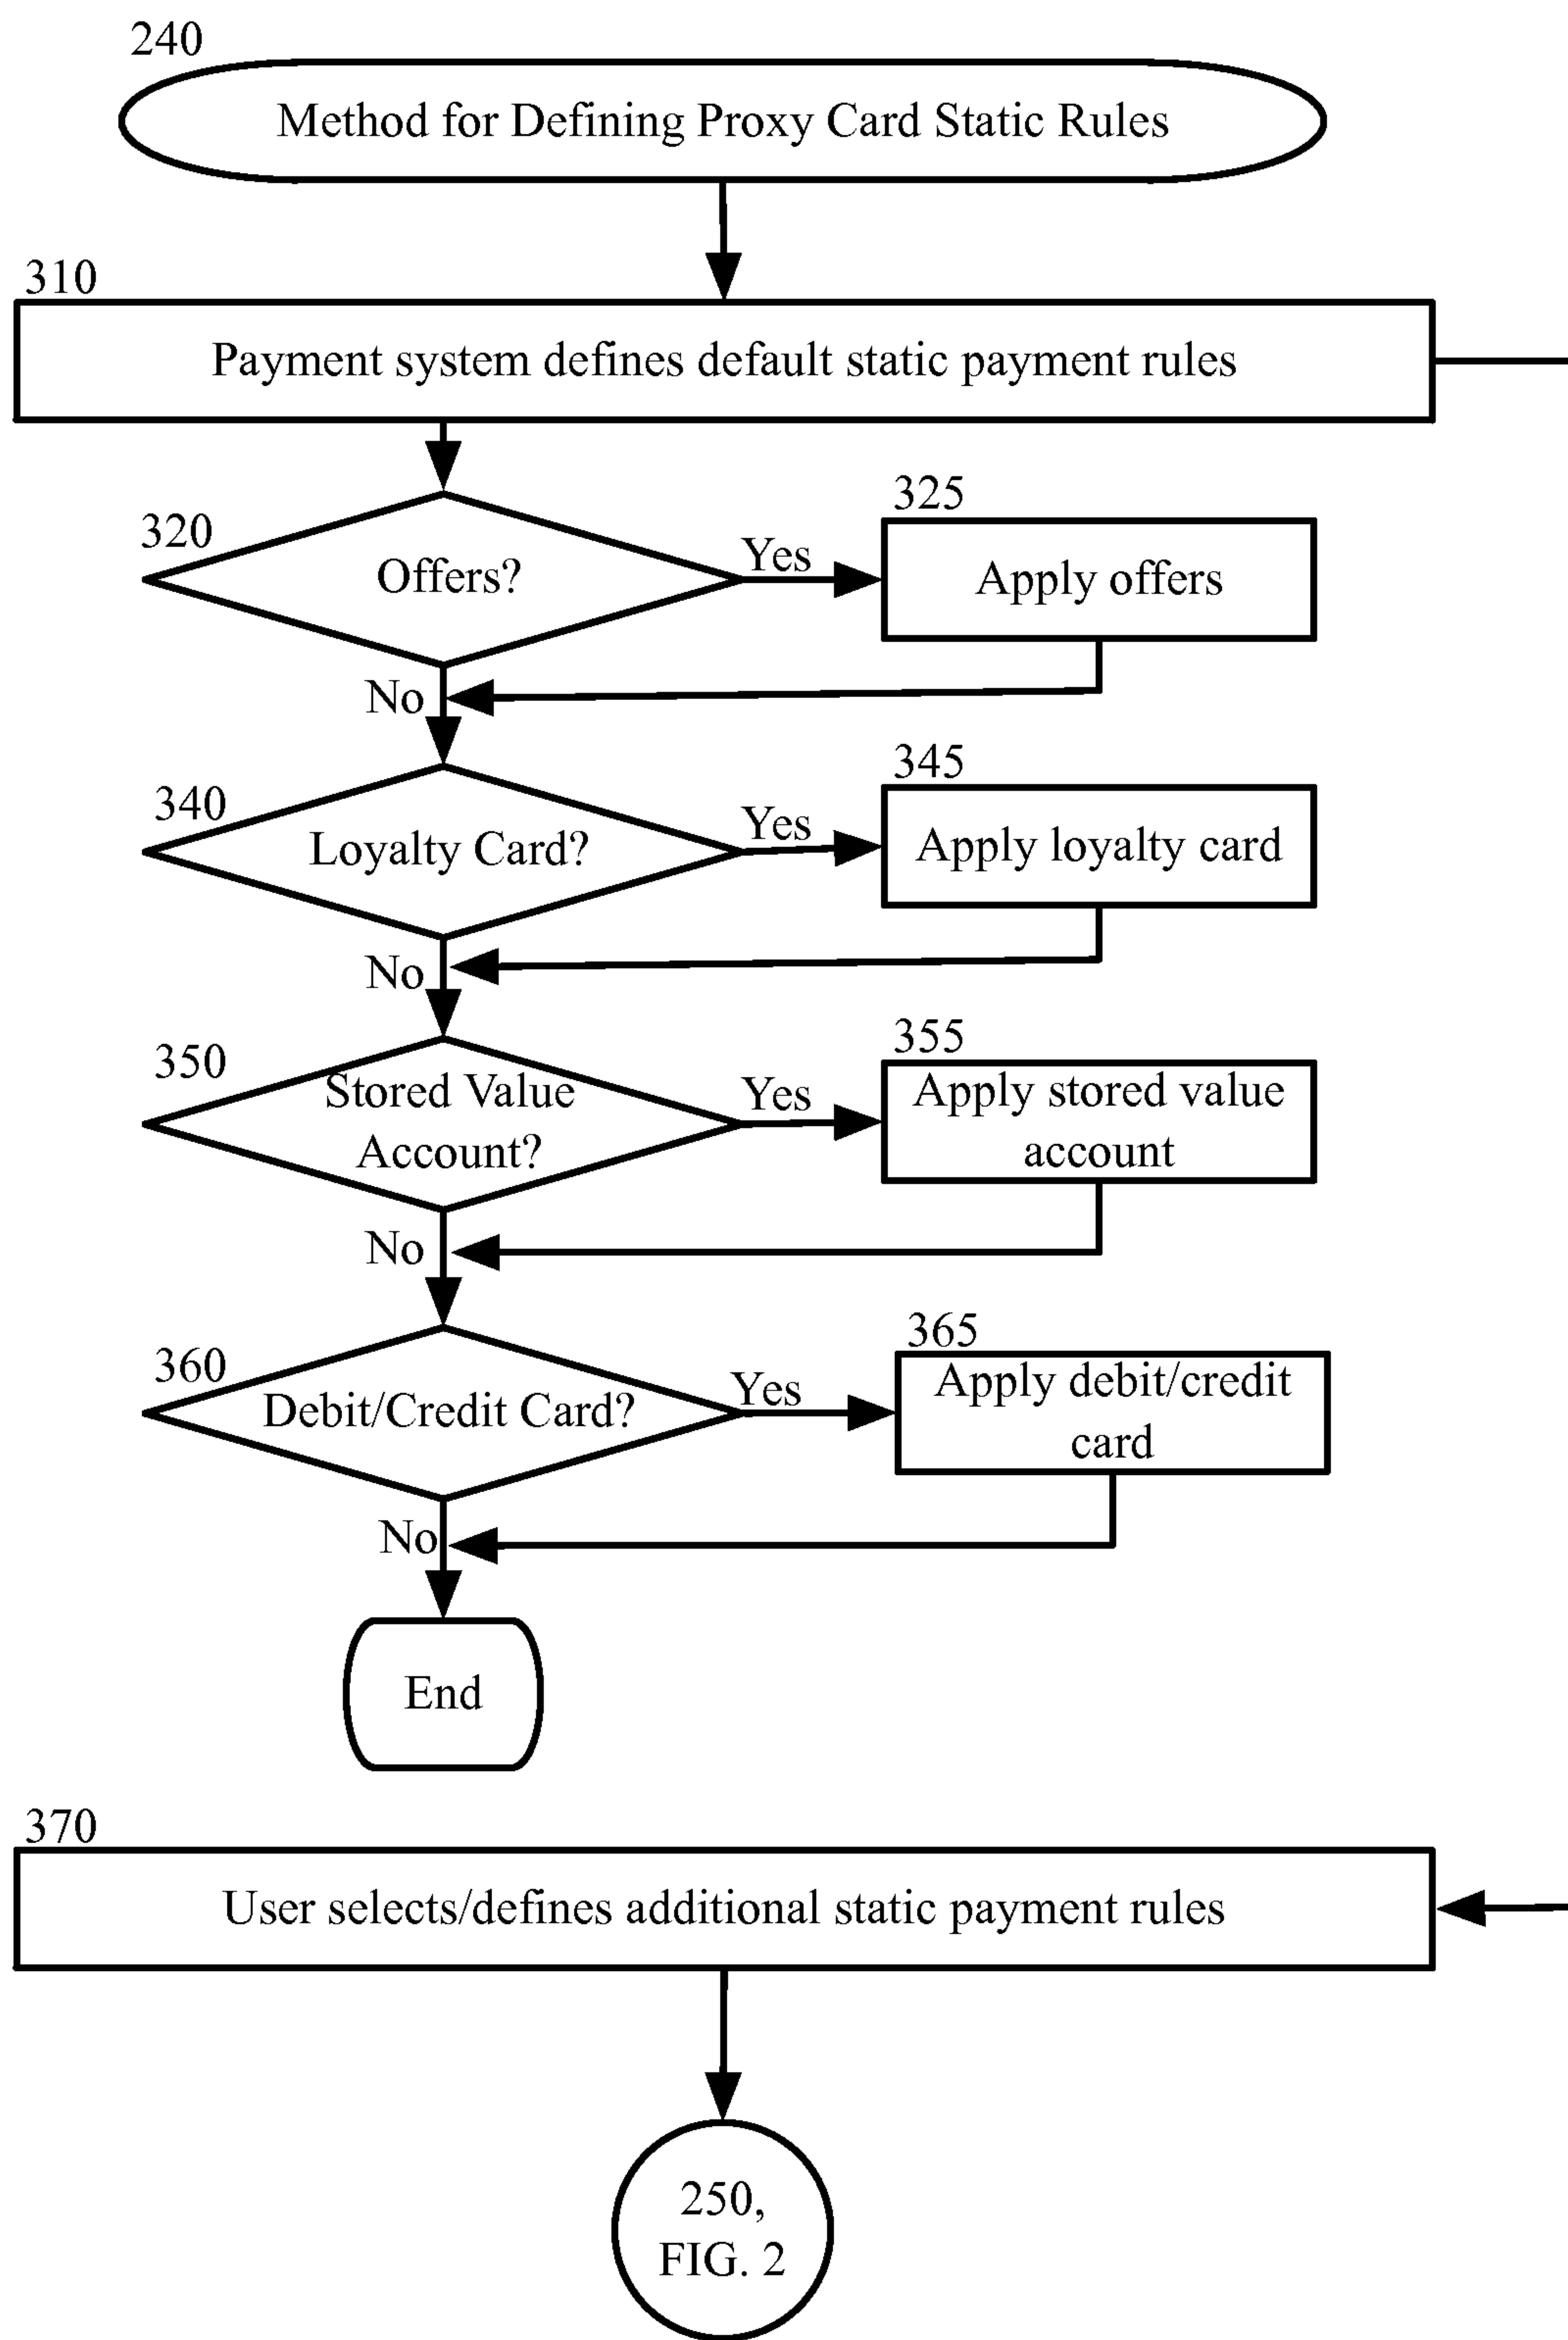 240
Method for Defining Proxy Card Static Rules
310
Payment system defines default static payment rules
320
Offers?
Yes
325
Apply offers
No
340
Loyalty Card?
Yes
345
Apply loyalty card
No
350
Stored Value
Account?
Yes
355
Apply stored value
account
No
360
Debit/Credit Card?
Yes
365
Apply debit/credit
card
No
End
370
User selects/defines additional static payment rules
250,
FIG. 2